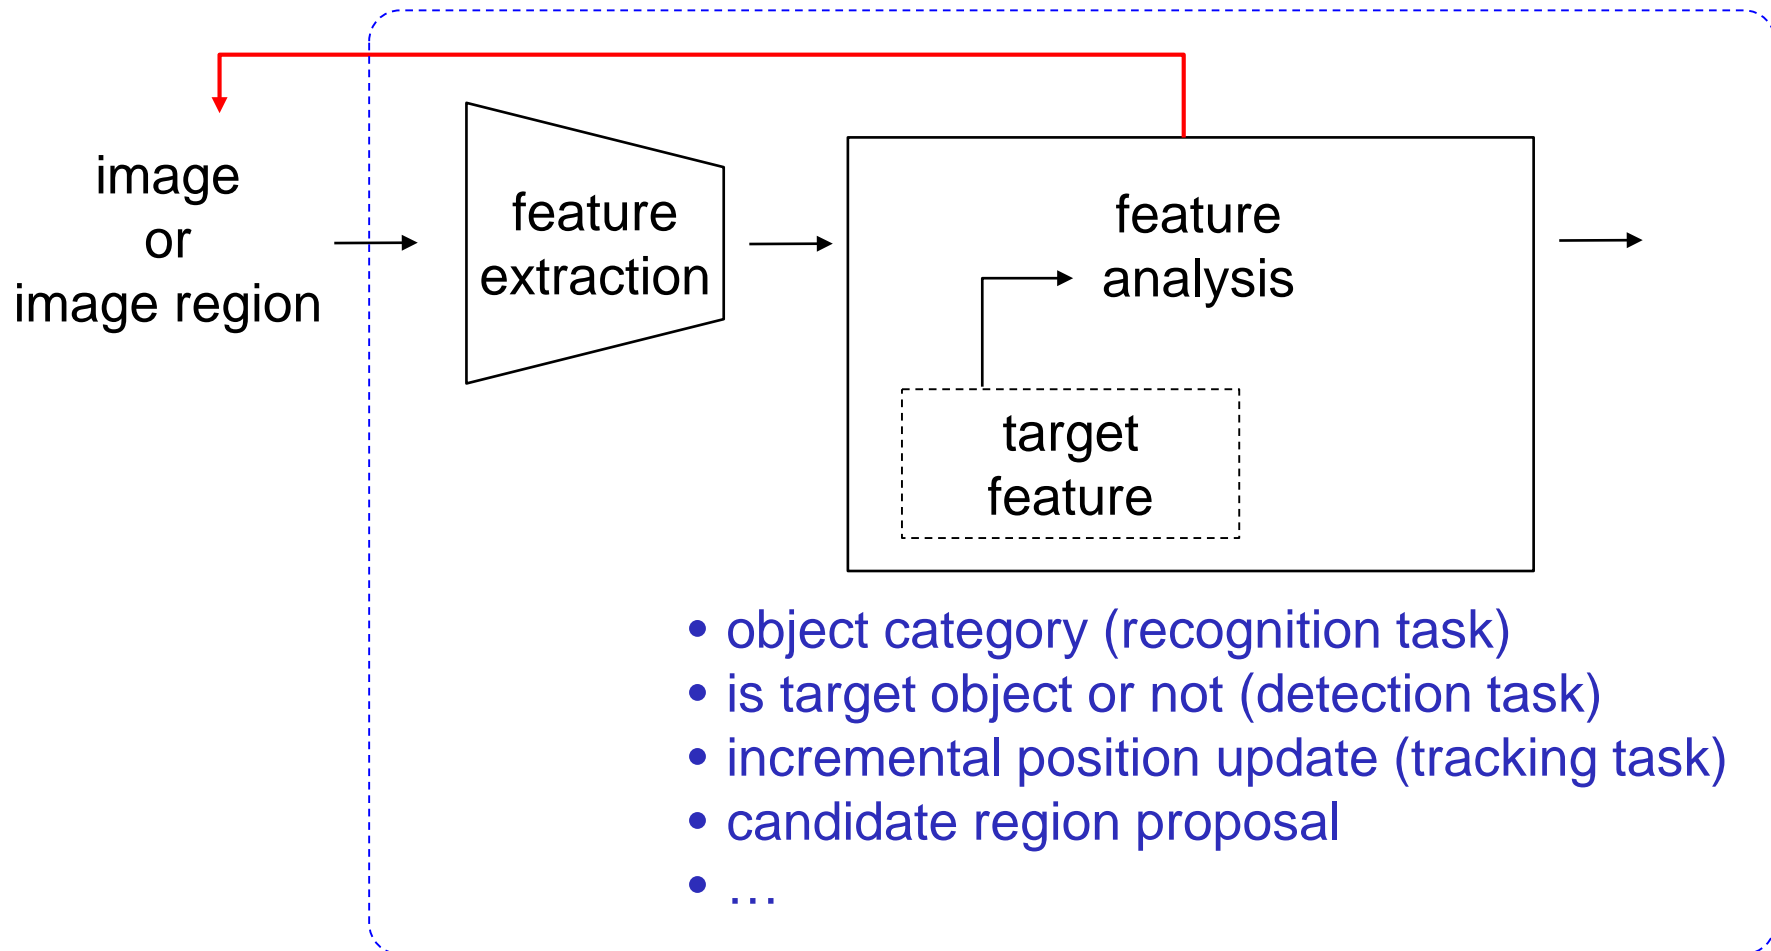 image
or
image region
feature
extraction
feature
analysis
target
feature
• object category (recognition task)
• is target object or not (detection task)
• incremental position update (tracking task)
• candidate region proposal
• …